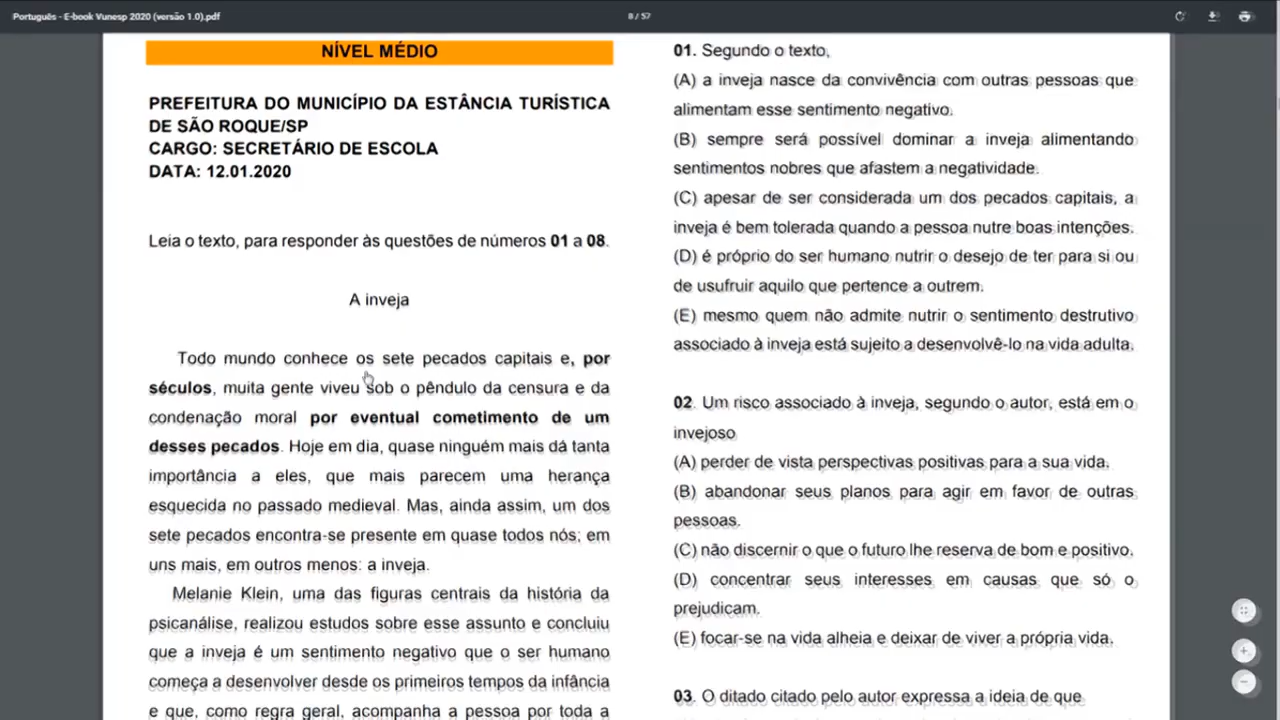 Português - E-book Vunesp 2020 (versão 1.0).pdf
8 / 57
NÍVEL MÉDIO
PREFEITURA DO MUNICÍPIO DA ESTÂNCIA TURÍSTICA
DE SÃO ROQUE/SP
CARGO: SECRETÁRIO DE ESCOLA
DATA: 12.01.2020
Leia o texto, para responder às questões de números 01 a 08.
A inveja
Todo mundo conhece os sete pecados capitais e, por
séculos, muita gente viveu sob o pêndulo da censura e da
condenação moral por eventual cometimento de um
desses pecados. Hoje em dia, quase ninguém mais dá tanta
importância a eles, que mais parecem uma herança
esquecida no passado medieval. Mas, ainda assim, um dos
sete pecados encontra-se presente em quase todos nós; em
uns mais, em outros menos: a inveja.
Melanie Klein, uma das figuras centrais da história da
psicanálise, realizou estudos sobre esse assunto e concluiu
que a inveja é um sentimento negativo que o ser humano
começa a desenvolver desde os primeiros tempos da infância
e que, como regra geral, acompanha a pessoa por toda a
01. Segundo o texto,
(A) a inveja nasce da convivência com outras pessoas que
alimentam esse sentimento negativo.
(B) sempre será possível dominar a inveja alimentando
sentimentos nobres que afastem a negatividade.
(C) apesar de ser considerada um dos pecados capitais, a
inveja é bem tolerada quando a pessoa nutre boas intenções.
(D) é próprio do ser humano nutrir o desejo de ter para si ou
de usufruir aquilo que pertence a outrem.
(E) mesmo quem não admite nutrir o sentimento destrutivo
associado à inveja está sujeito a desenvolvê-lo na vida adulta.
02. Um risco associado à inveja, segundo o autor, está em o
invejoso
(A) perder de vista perspectivas positivas para a sua vida.
(B) abandonar seus planos para agir em favor de outras
pessoas.
(C) não discernir o que o futuro lhe reserva de bom e positivo.
(D) concentrar seus interesses em causas que só o
prejudicam.
(E) focar-se na vida alheia e deixar de viver a própria vida.
03. O ditado citado pelo autor expressa a ideia de que